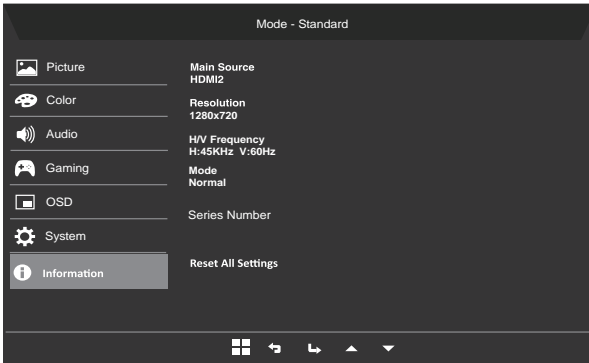 Mode - Standard
Picture
Color
Audio
Gaming
OSD
System
Information
Main Source
HDMI2
Resolution
1280x720
H/V Frequency
H:45KHz V:60Hz
Mode
Normal
Series Number
Reset All Settings